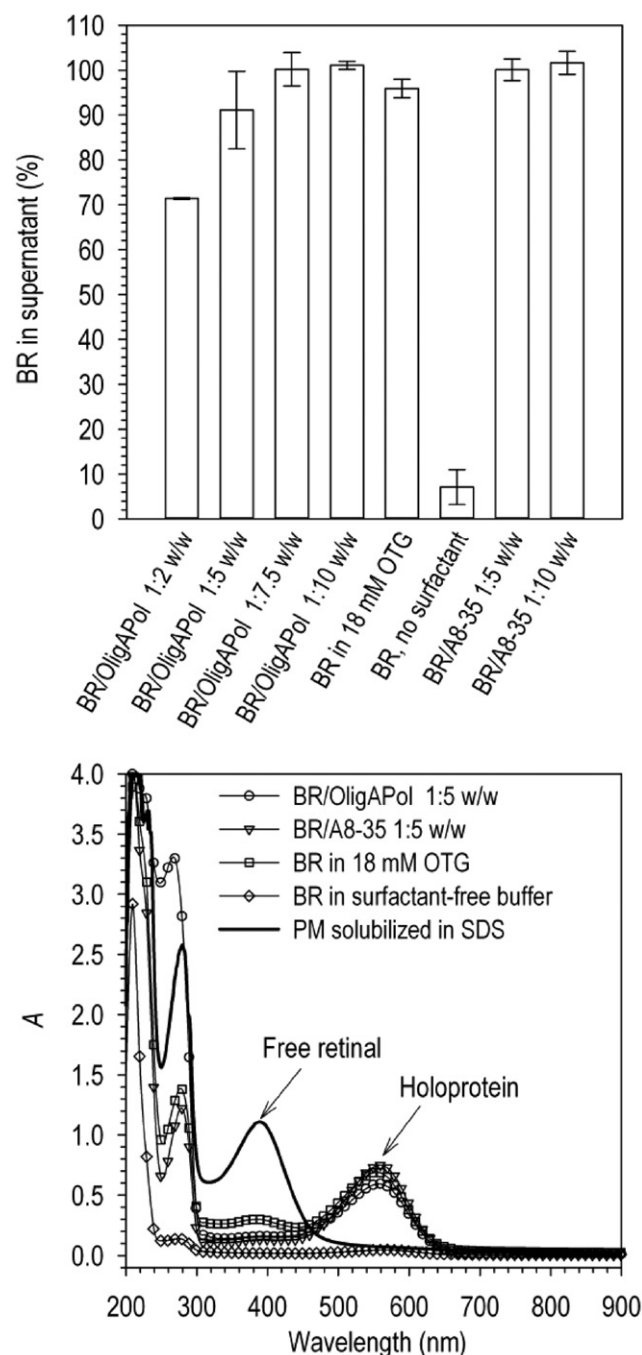 BR in supernatant (%)
110
100
90
80
70
60
50
40
30
20
10
0
BR/OligAPol 1:2 w/w
BR/OligAPol 1:5 w/w
BR/OligAPol 1:7.5 w/w
BR/OligAPol 1:10 w/w
BR in 18 mM OTG
BR, no surfactant
BR/A8-35 1:5 w/w
BR/A8-35 1:10 w/w
A
4.0
3.5
3.0
2.5
2.0
1.5
1.0
0.5
0.0
BR/OligAPol 1:5 w/w
BR/A8-35 1:5 w/w
BR in 18 mM OTG
BR in surfactant-free buffer
PM solubilized in SDS
Free retinal
Holoprotein
200 300 400 500 600 700 800 900
Wavelength (nm)